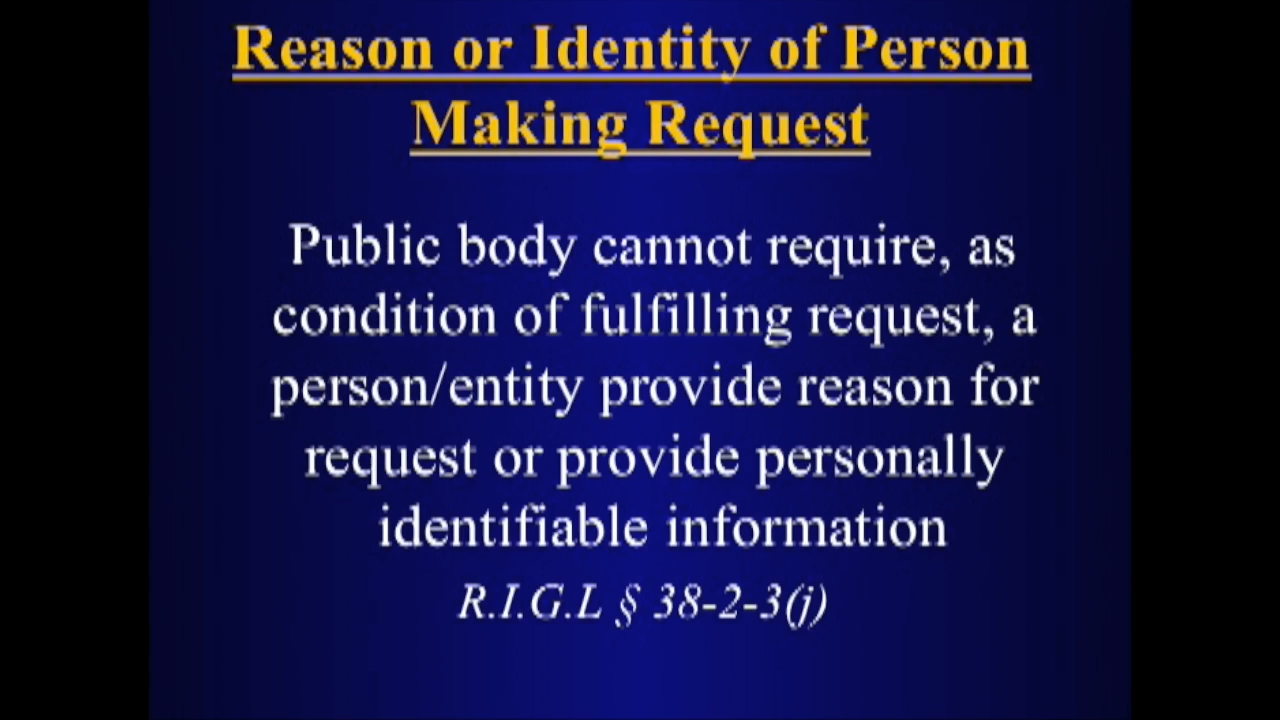 Reason or Identity of Person
Making Request
Public body cannot require, as
condition of fulfilling request, a
person/entity provide reason for
request or provide personally
identifiable information
R.I.G.L § 38-2-3(j)